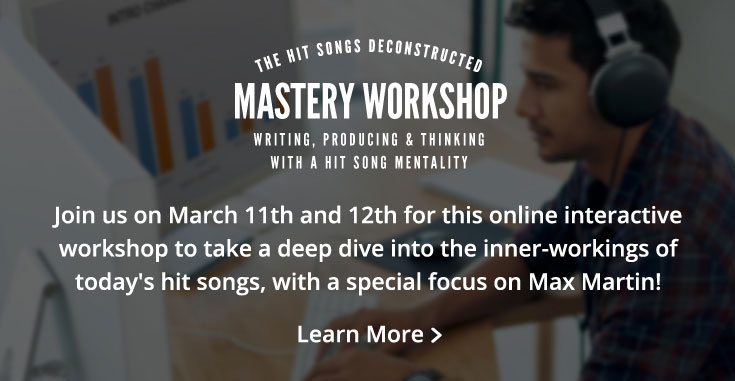 INTRO CHA
THE HIT SONGS DECONSTRUCTED
MASTERY WORKSHOP
WRITING, PRODUCING & THINKING
WITH A HIT SONG MENTALITY
Join us on March 11th and 12th for this online interactive
workshop to take a deep dive into the inner-workings of
today's hit songs, with a special focus on Max Martin!
Learn More >